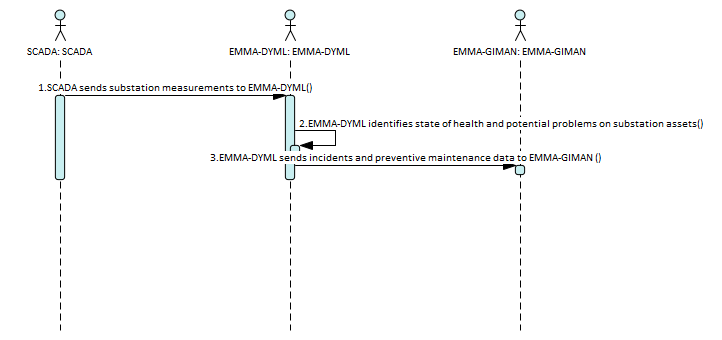 SCADA: SCADA
EMMA-DYML: EMMA-DYML
EMMA-GIMAN: EMMA-GIMAN
1.SCADA sends substation measurements to EMMA-DYML()
2.EMMA-DYML identifies state of health and potential problems on substation assets()
3.EMMA-DYML sends incidents and preventive maintenance data to EMMA-GIMAN ()